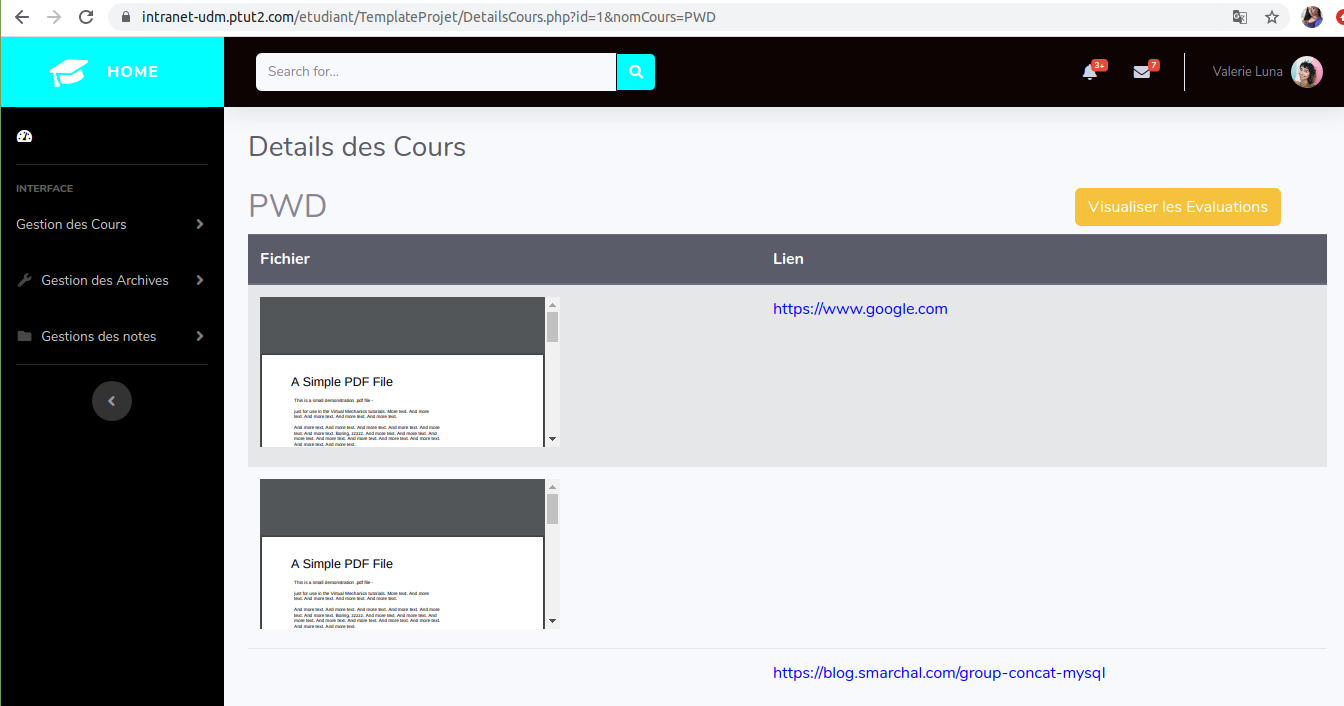 intranet-udm.ptut2.com/etudiant/TemplateProjet/DetailsCours.php?id=1&nomCours=PWD
HOME
Search for...
3+
7
Valerie Luna
INTERFACE
Gestion des Cours
Gestion des Archives
Gestions des notes
Details des Cours
PWD
Visualiser les Evaluations
Fichier Lien
https://www.google.com
A Simple PDF File
This is a small demonstration .pdf file -
just for use in the Virtual Mechanics tutorials. More text. And more
text. And more text. And more text. And more text.
And more text. And more text. And more text. And more text. And more
text. And more text. Boring, zzzzz. And more text. And more text. And
more text. And more text. And more text. And more text. And more text.
And more text. And more text.
A Simple PDF File
This is a small demonstration .pdf file -
just for use in the Virtual Mechanics tutorials. More text. And more
text. And more text. And more text. And more text.
And more text. And more text. And more text. And more text. And more
text. And more text. Boring, zzzzz. And more text. And more text. And
more text. And more text. And more text. And more text. And more text.
And more text. And more text.
https://blog.smarchal.com/group-concat-mysql